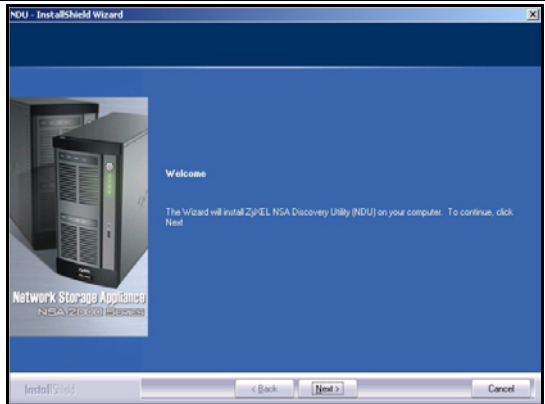 NDU - InstallShield Wizard
Welcome
The Wizard will install ZyXEL NSA Discovery Utility (NDU) on your computer. To continue, click
Next
Network Storage Appliance
NSA 2000 Series
InstallShield
< Back
Next >
Cancel